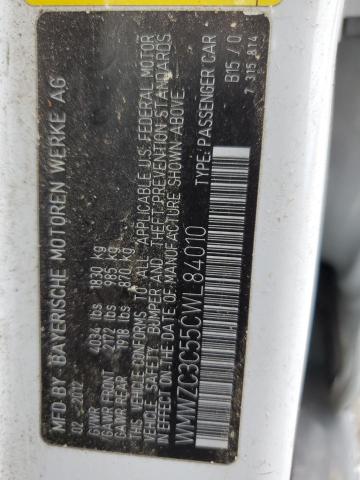 MFD BY-BAYERISCHE MOTOREN WERKE AG
02 2012
GVWR 4034 lbs 1830 kg
GAWR FRONT 2172 lbs 985 kg
GAWR REAR 1918 lbs 870 kg
THIS VEHICLE CONFORMS TO ALL APPLICABLE U.S. FEDERAL MOTOR
VEHICLE SAFETY, BUMPER AND THEFT PREVENTION STANDARDS
IN EFFECT ON THE DATE OF MANUFACTURE SHOWN ABOVE.
WMWZC3C55CWL84010 TYPE: PASSENGER CAR
B15 / 0
7 315 814